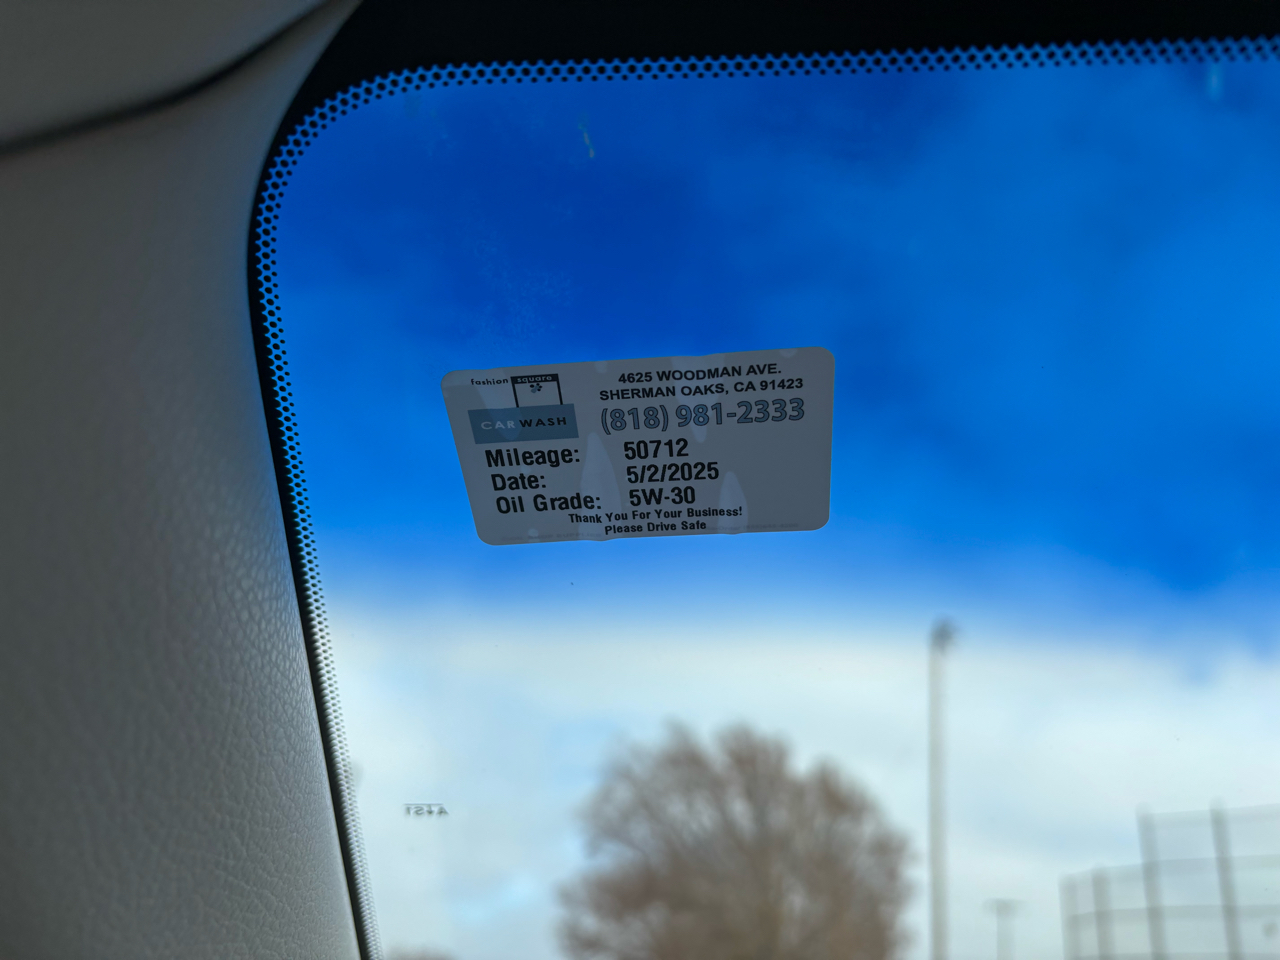 fashion square
CAR WASH
4625 WOODMAN AVE.
SHERMAN OAKS, CA 91423
(818) 981-2333
Mileage: 50712
Date: 5/2/2025
Oil Grade: 5W-30
Thank You For Your Business!
Please Drive Safe